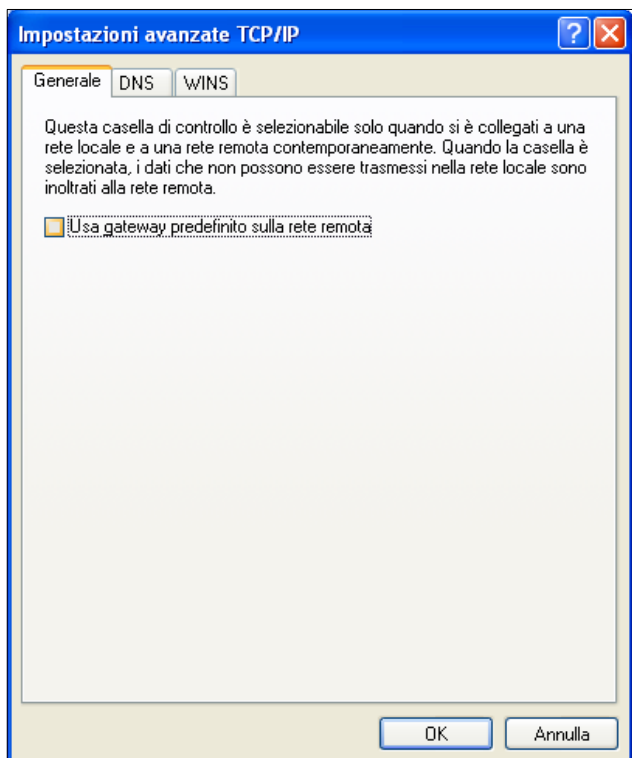 Impostazioni avanzate TCP/IP
Generale DNS WINS
Questa casella di controllo è selezionabile solo quando si è collegati a una
rete locale e a una rete remota contemporaneamente. Quando la casella è
selezionata, i dati che non possono essere trasmessi nella rete locale sono
inoltrati alla rete remota.
Usa gateway predefinito sulla rete remota
OK Annulla